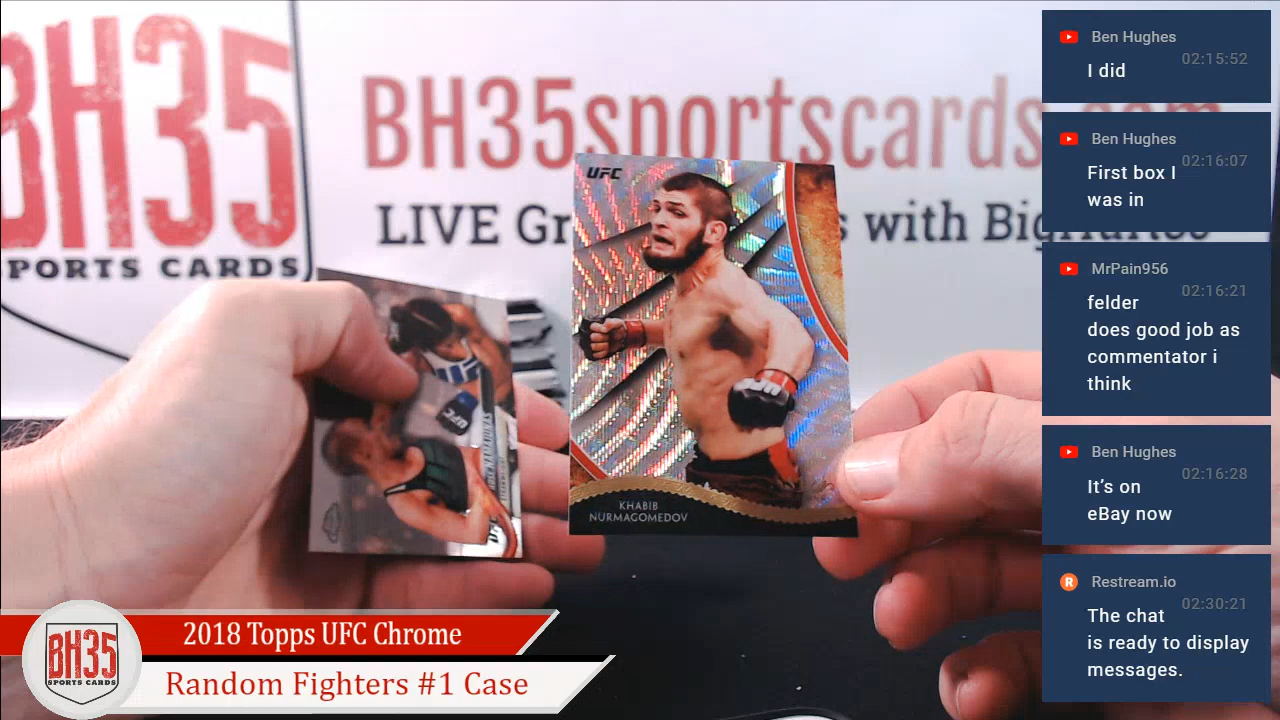 BH35
SPORTS CARDS
BH35sportscards.com
LIVE
with
UFC
KHABIB
NURMAGOMEDOV
UFC
2018 Topps UFC Chrome
Random Fighters #1 Case
BH35
SPORTS CARDS
Ben Hughes
02:15:52
I did
Ben Hughes
02:16:07
First box I
was in
MrPain956
02:16:21
felder
does good job as
commentator i
think
Ben Hughes
02:16:28
It’s on
eBay now
Restream.io
02:30:21
The chat
is ready to display
messages.